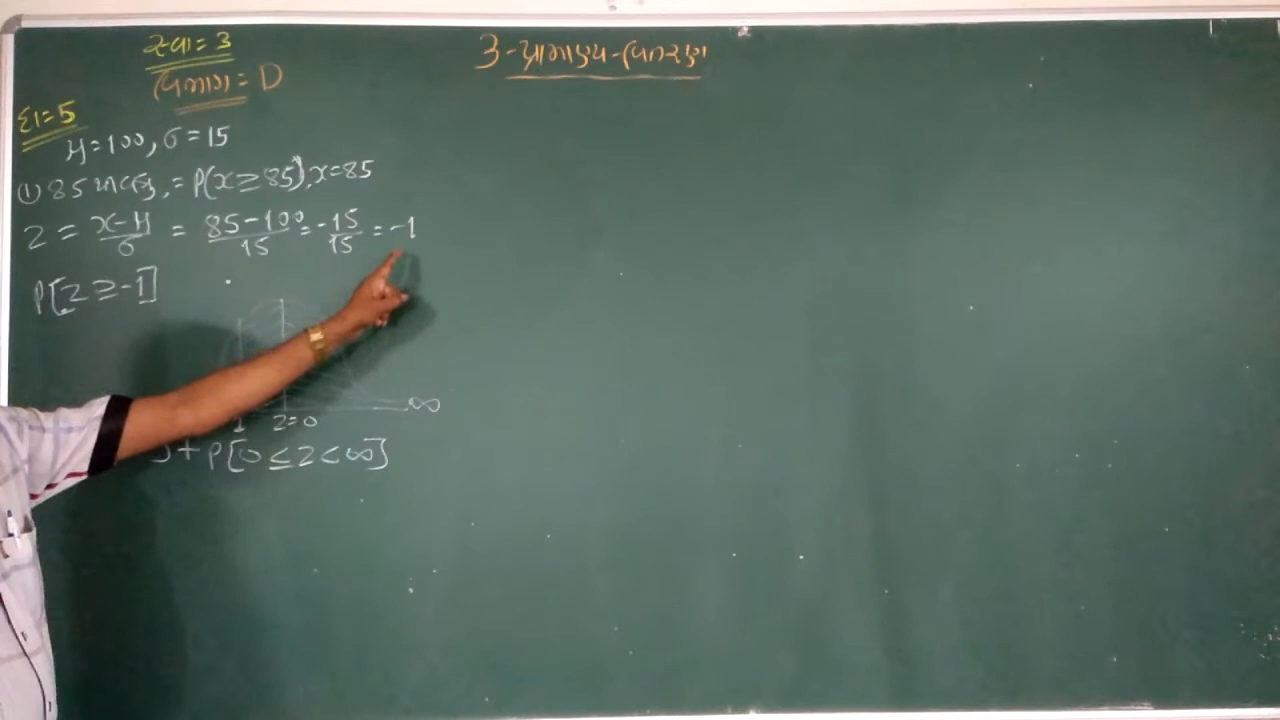 સ્વા = 3
વિભાગ = D
3-પ્રામાણ્ય-વિતરણ
દા=5
μ=100, σ=15
① 85 = P(x≥85), x=85
Z = x-μ/σ = 85-100/15 = -15/15 = -1
P[Z≥-1]
∞
1 Z=0
]+P[0≤Z<∞]